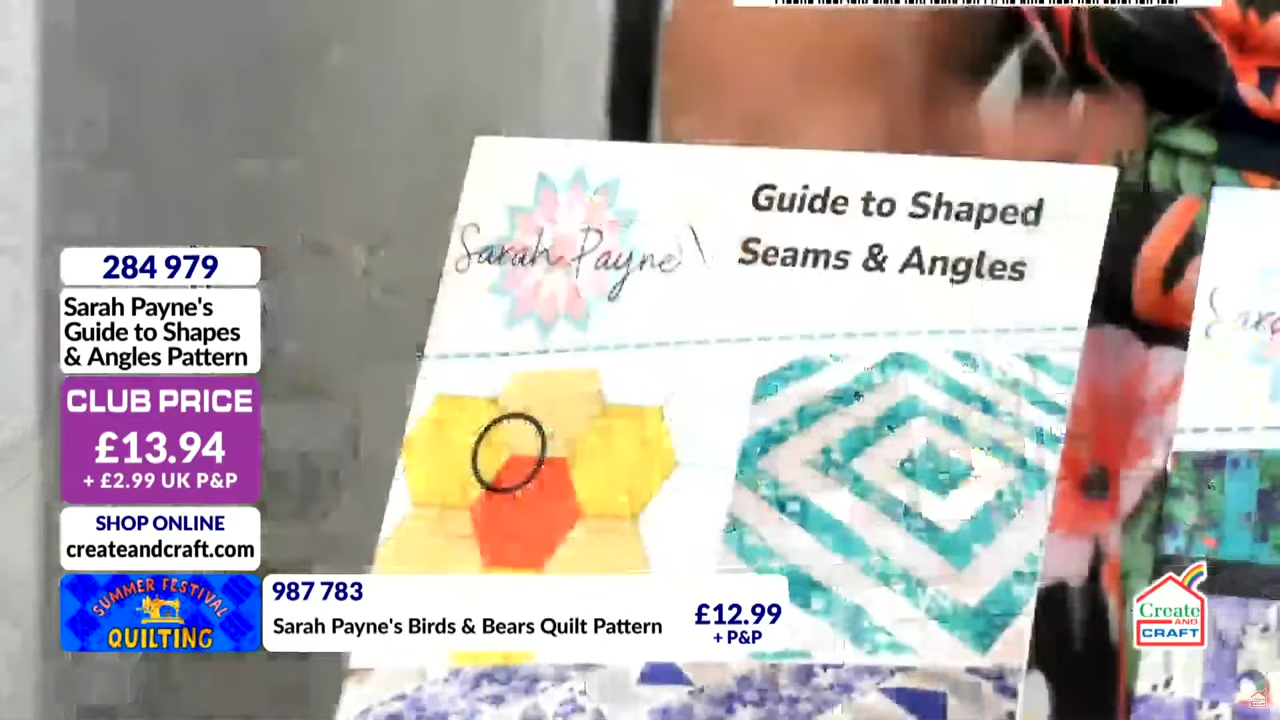 Guide to Shaped
Seams & Angles
Sarah Payne
284 979
Sarah Payne's
Guide to Shapes
& Angles Pattern
CLUB PRICE
£13.94
+ £2.99 UK P&P
SHOP ONLINE
createandcraft.com
SUMMER FESTIVAL
QUILTING
987 783
Sarah Payne's Birds & Bears Quilt Pattern
£12.99
+ P&P
Create
AND
CRAFT